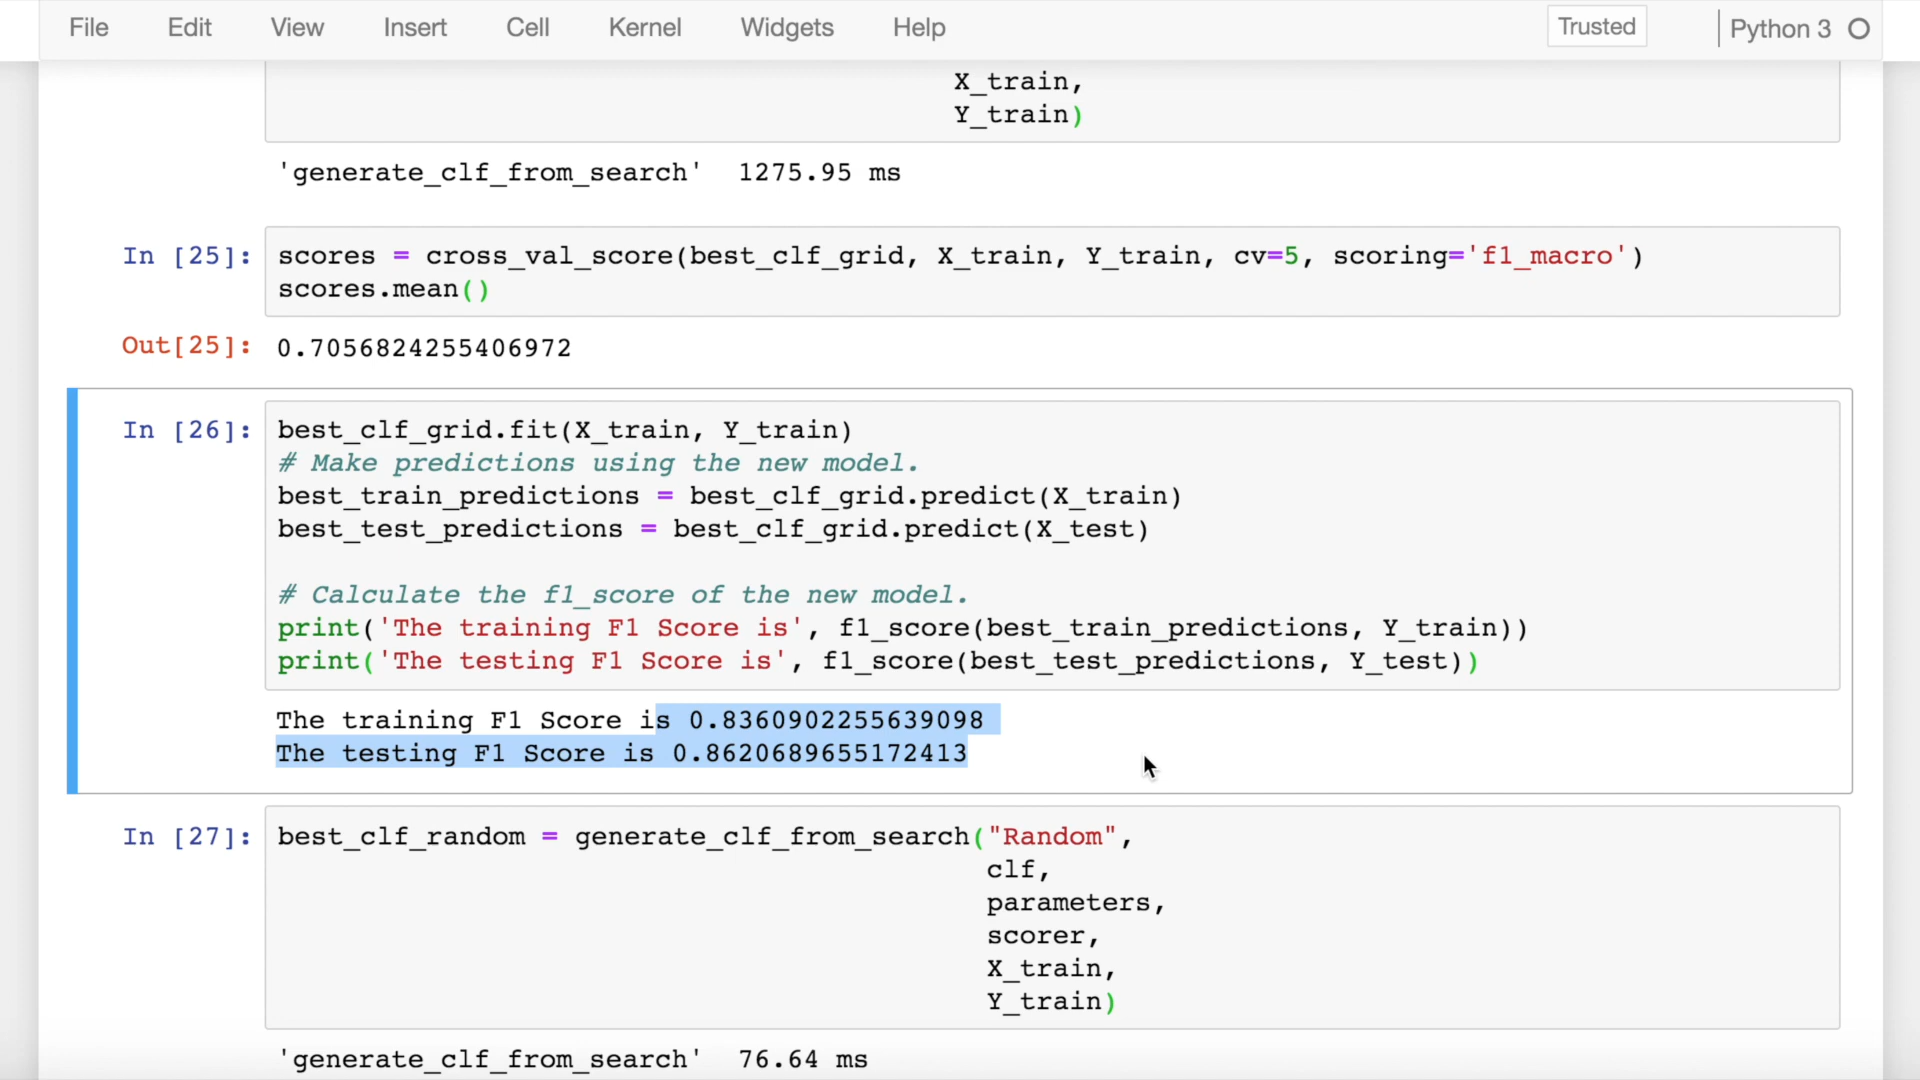 File Edit View Insert Cell Kernel Widgets Help Trusted Python 3
X_train,
Y_train)
'generate_clf_from_search'  1275.95 ms
In [25]: scores = cross_val_score(best_clf_grid, X_train, Y_train, cv=5, scoring='f1_macro')
scores.mean()
Out[25]: 0.7056824255406972
In [26]: best_clf_grid.fit(X_train, Y_train)
# Make predictions using the new model.
best_train_predictions = best_clf_grid.predict(X_train)
best_test_predictions = best_clf_grid.predict(X_test)
# Calculate the f1_score of the new model.
print('The training F1 Score is', f1_score(best_train_predictions, Y_train))
print('The testing F1 Score is', f1_score(best_test_predictions, Y_test))
The training F1 Score is 0.8360902255639098
The testing F1 Score is 0.8620689655172413
In [27]: best_clf_random = generate_clf_from_search("Random",
clf,
parameters,
scorer,
X_train,
Y_train)
'generate_clf_from_search'  76.64 ms